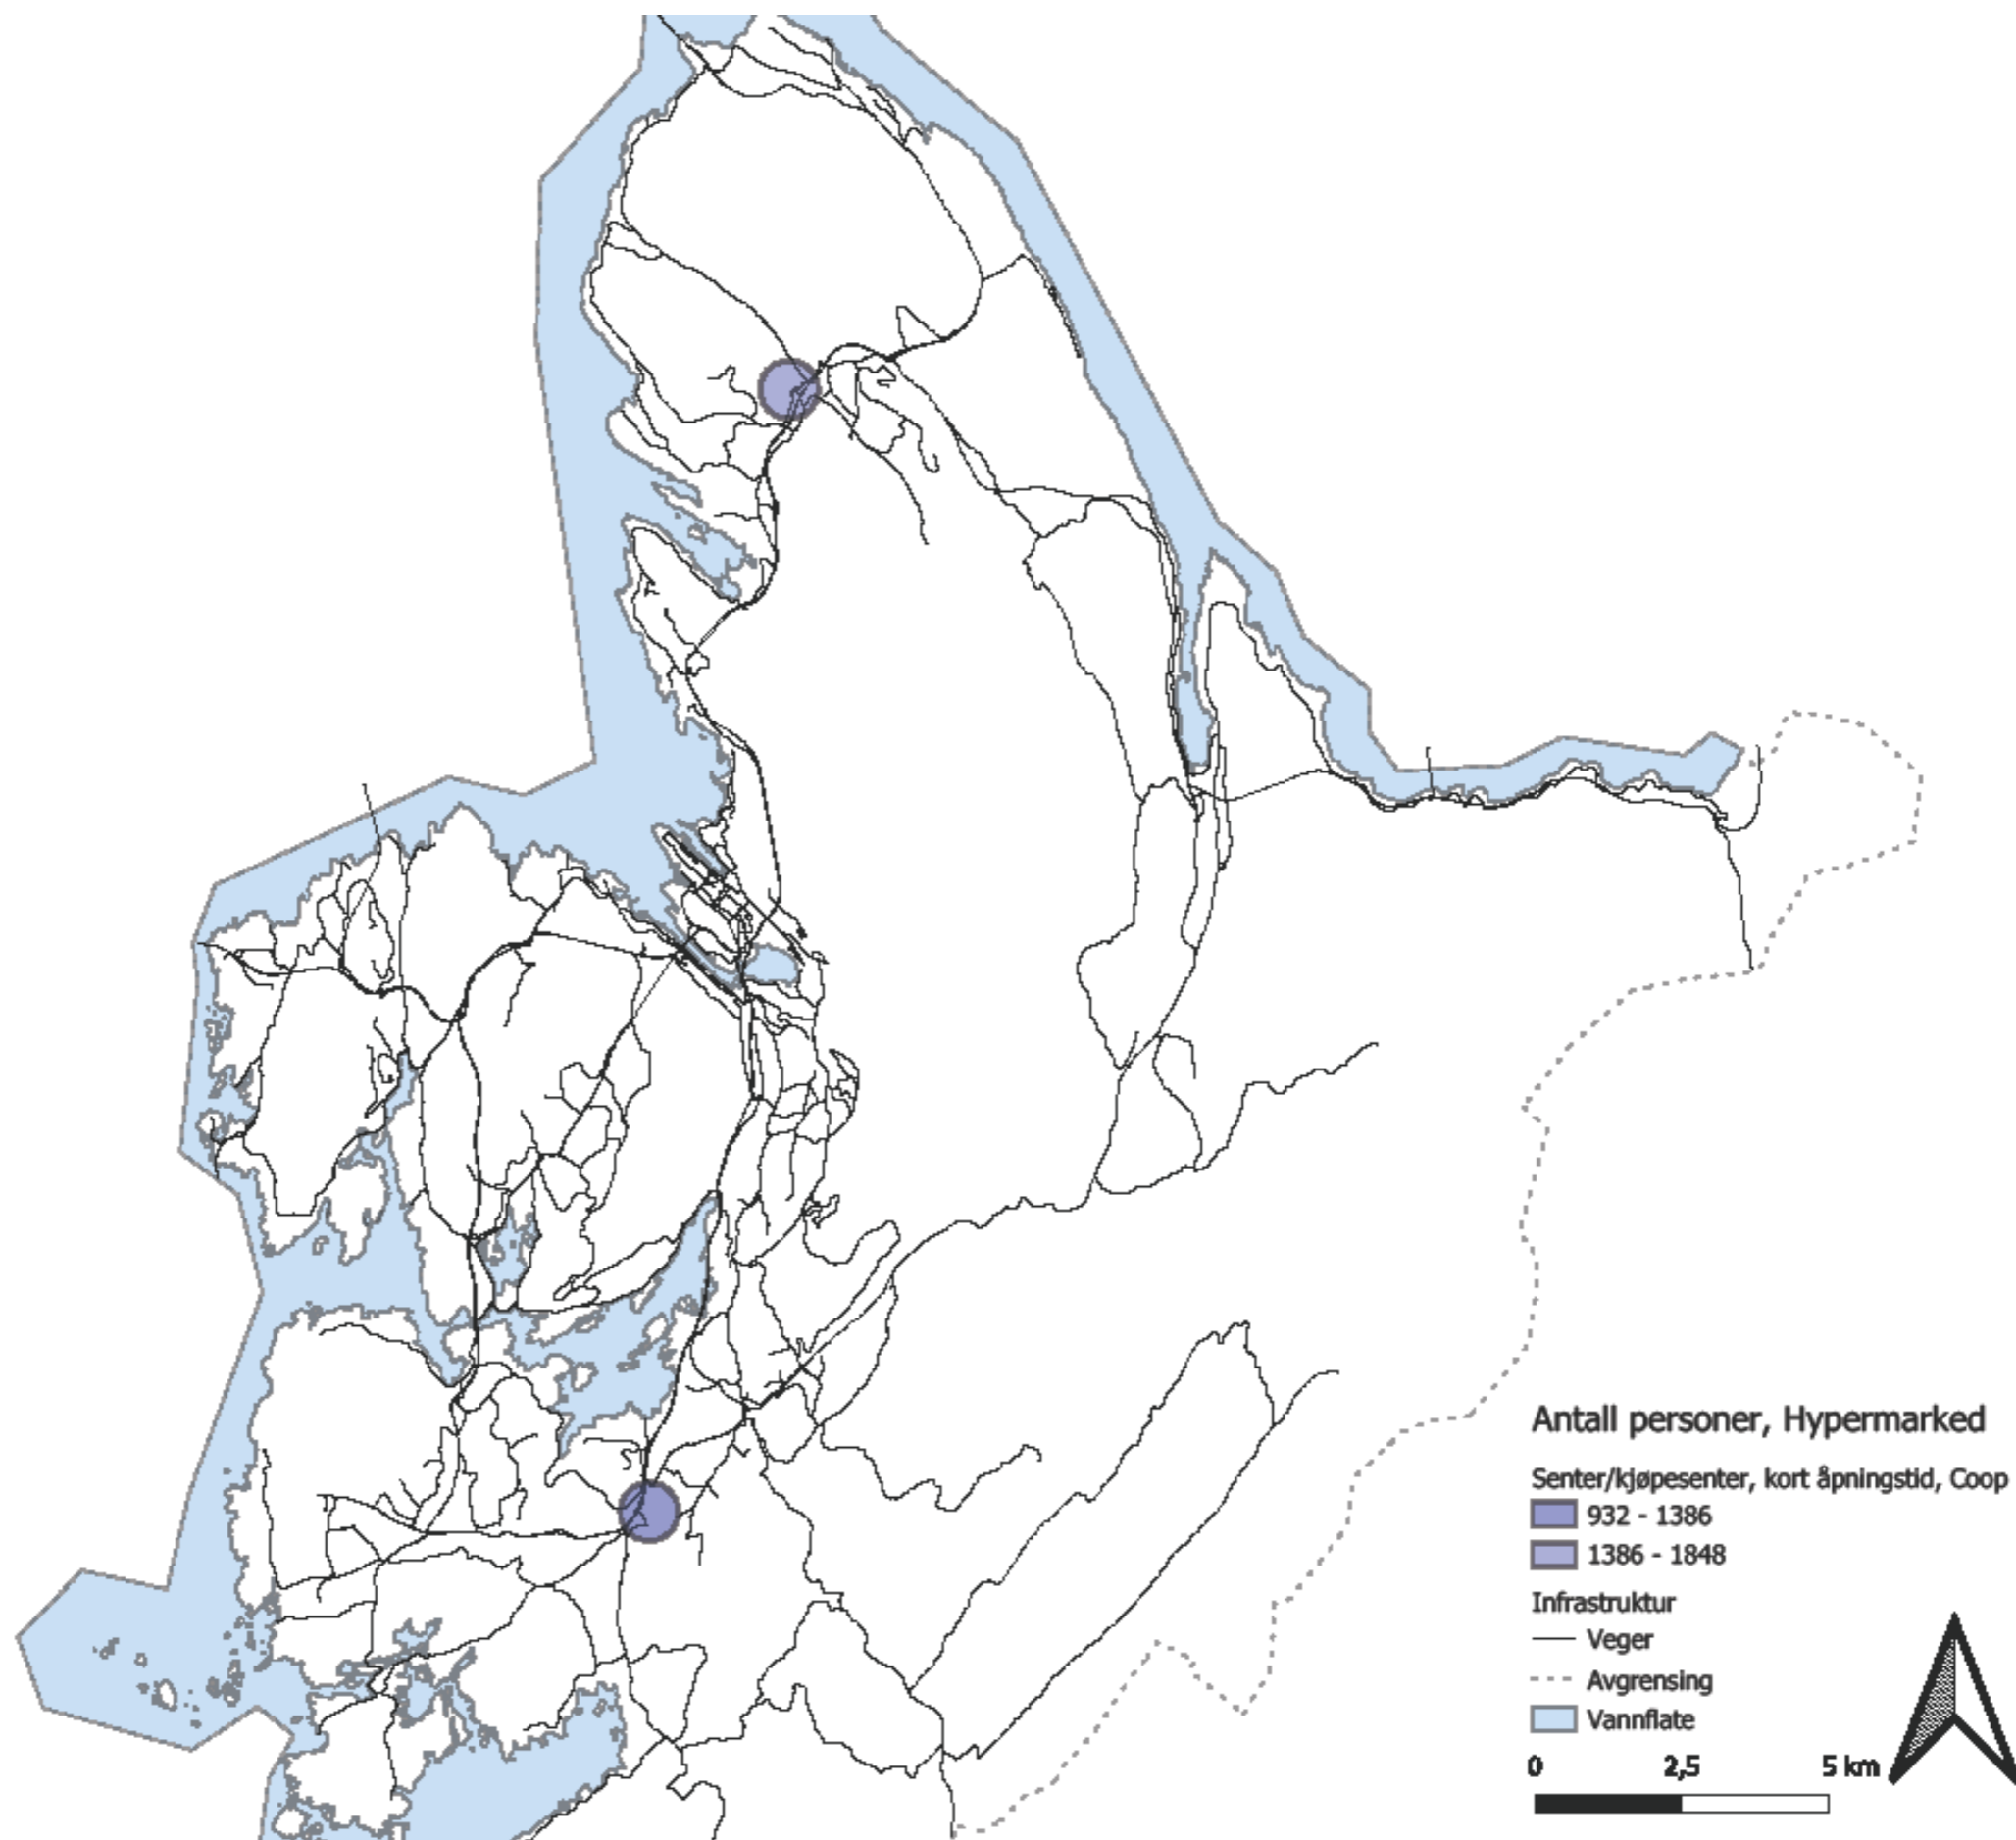 Antall personer, Hypermarked
Senter/kjøpesenter, kort åpningstid, Coop
932 - 1386
1386 - 1848
Infrastruktur
Veger
Avgrensing
Vannflate
0 2,5 5 km